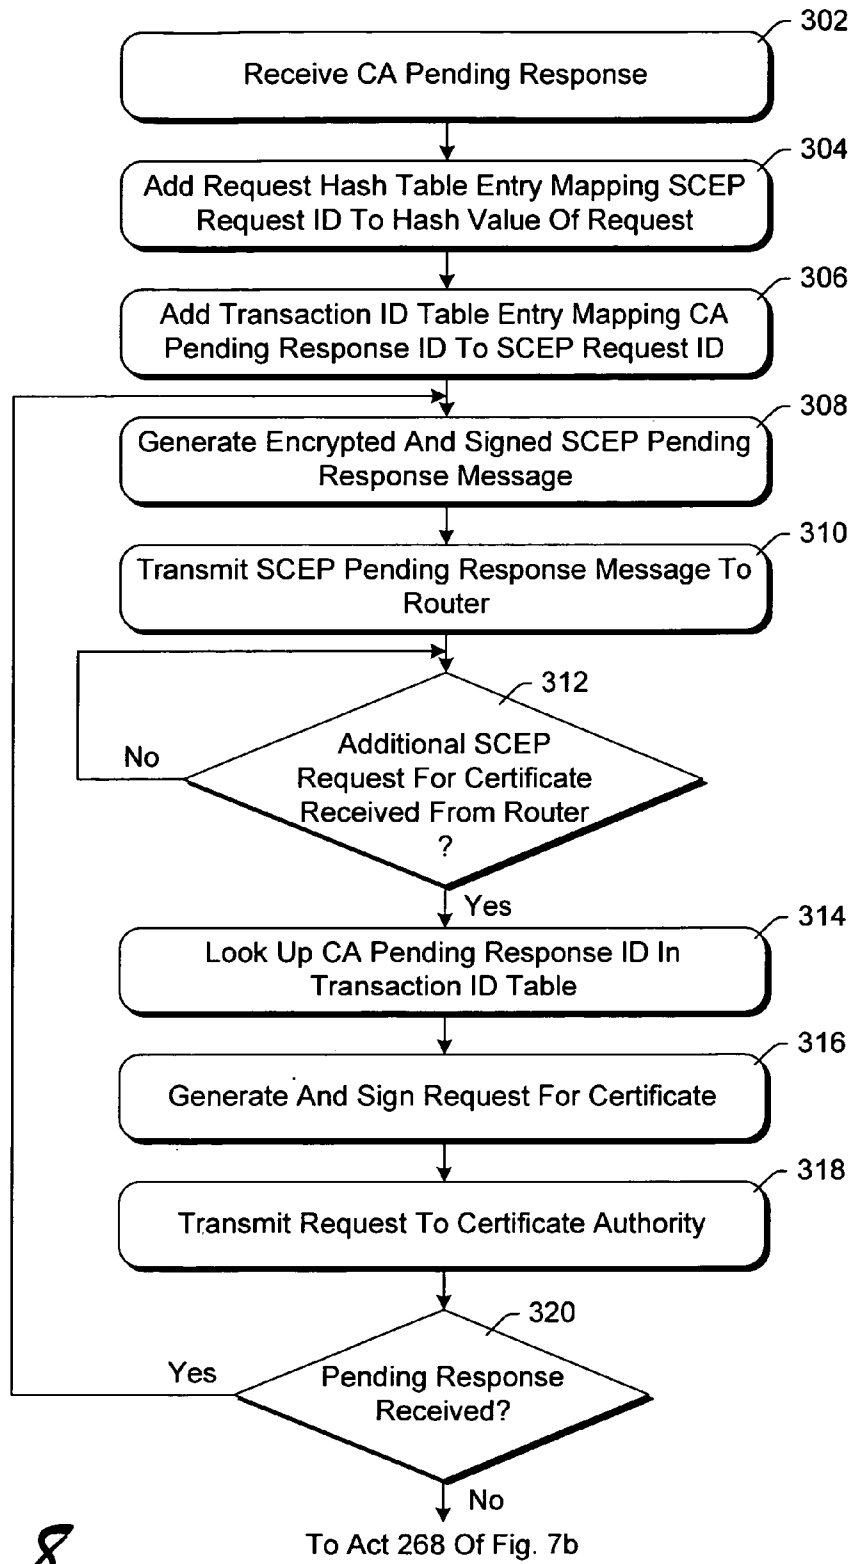 302
Receive CA Pending Response
304
Add Request Hash Table Entry Mapping SCEP
Request ID To Hash Value Of Request
306
Add Transaction ID Table Entry Mapping CA
Pending Response ID To SCEP Request ID
308
Generate Encrypted And Signed SCEP Pending
Response Message
310
Transmit SCEP Pending Response Message To
Router
312
Additional SCEP
Request For Certificate
Received From Router
?
No
Yes
314
Look Up CA Pending Response ID In
Transaction ID Table
316
Generate And Sign Request For Certificate
318
Transmit Request To Certificate Authority
320
Pending Response
Received?
Yes
No
To Act 268 Of Fig. 7b
8